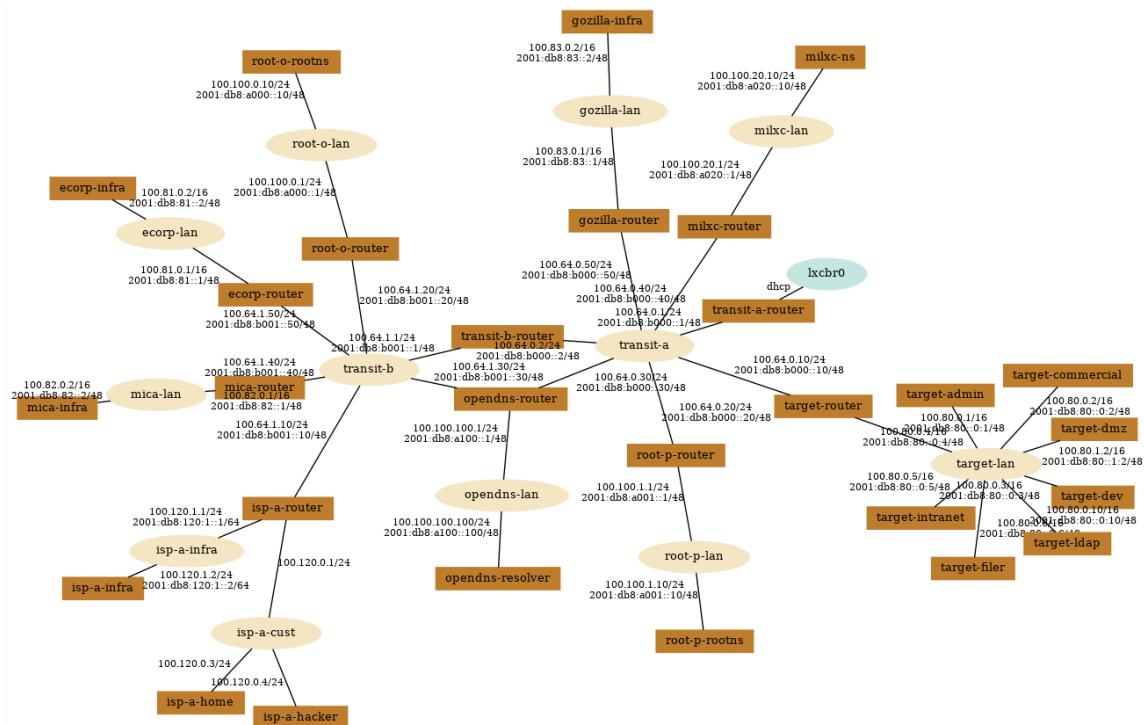 gozilla-infra
100.83.0.2/16
2001:db8:83::2/48
milxc-ns
root-o-rootns
100.100.20.10/24
2001:db8:a020::10/48
100.100.0.10/24
2001:db8:a000::10/48
gozilla-lan
milxc-lan
root-o-lan
100.83.0.1/16
2001:db8:83::1/48
100.100.20.1/24
2001:db8:a020::1/48
100.100.0.1/24
2001:db8:a000::1/48
ecorp-infra
100.81.0.2/16
2001:db8:81::2/48
ecorp-lan
gozilla-router
milxc-router
root-o-router
100.81.0.1/16
2001:db8:81::1/48
100.64.0.50/24
2001:db8:b000::50/48
lxcbr0
dhcp
ecorp-router
100.64.1.20/24
2001:db8:b001::20/48
100.64.0.40/24
2001:db8:b000::40/48
transit-a-router
100.64.1.50/24
2001:db8:b001::50/48
100.64.0.1/24
2001:db8:b000::1/48
100.64.1.1/24
2001:db8:b001::1/48
transit-b-router
100.64.0.2/24
2001:db8:b000::2/48
transit-a
transit-b
100.64.1.40/24
2001:db8:b001::40/48
100.64.1.30/24
2001:db8:b001::30/48
100.64.0.10/24
2001:db8:b000::10/48
100.82.0.2/16
2001:db8:82::2/48
mica-lan
mica-router
mica-infra
100.82.0.1/16
2001:db8:82::1/48
opendns-router
100.64.0.30/24
2001:db8:b000::30/48
target-admin
target-commercial
100.64.0.20/24
2001:db8:b000::20/48
target-router
100.80.0.2/16
2001:db8:80::0:2/48
100.64.1.10/24
2001:db8:b001::10/48
100.100.100.1/24
2001:db8:a100::1/48
100.80.0.1/16
2001:db8:80::0:1/48
100.80.0.4/16
2001:db8:80::0:4/48
target-dmz
100.80.1.2/16
2001:db8:80::1:2/48
root-p-router
target-lan
100.80.0.5/16
2001:db8:80::0:5/48
100.80.0.3/16
2001:db8:80::0:3/48
opendns-lan
100.100.1.1/24
2001:db8:a001::1/48
target-dev
isp-a-router
100.80.0.10/16
2001:db8:80::0:10/48
target-intranet
100.120.1.1/24
2001:db8:120:1::1/64
100.100.100.100/24
2001:db8:a100::100/48
target-ldap
isp-a-infra
100.120.0.1/24
root-p-lan
target-filer
isp-a-infra
100.120.1.2/24
2001:db8:120:1::2/64
opendns-resolver
100.100.1.10/24
2001:db8:a001::10/48
isp-a-cust
root-p-rootns
100.120.0.3/24
100.120.0.4/24
isp-a-home
isp-a-hacker